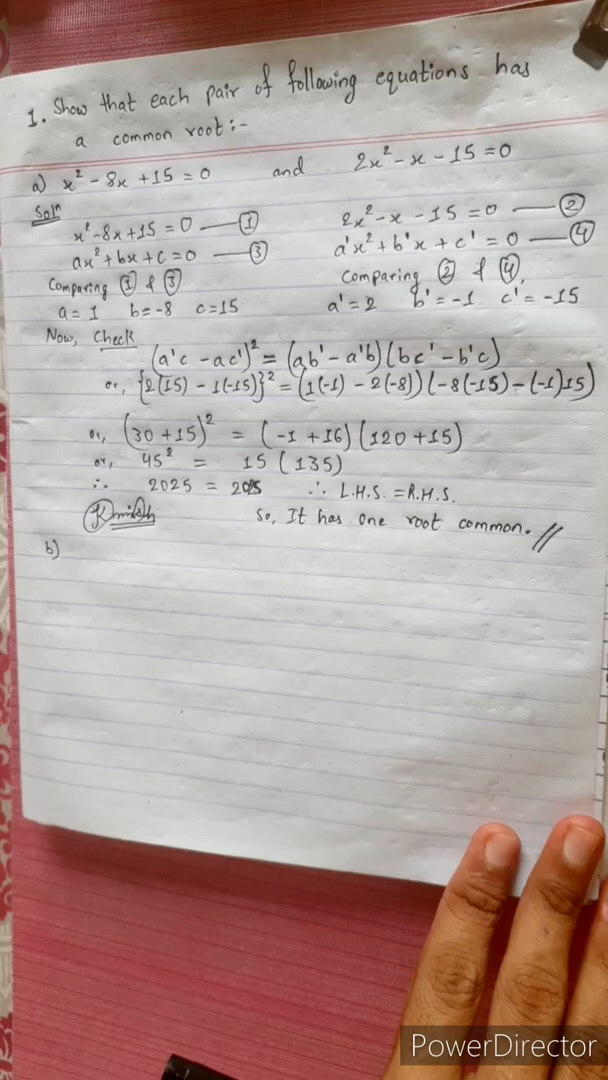 1. Show that each pair of following equations has
a common root:-
a) x² - 8x + 15 = 0 and 2x² - x - 15 = 0
Solⁿ
x² - 8x + 15 = 0 —— ① 2x² - x - 15 = 0 —— ②
ax² + bx + c = 0 —— ③ a'x² + b'x + c' = 0 —— ④
Comparing ① & ③ Comparing ② & ④
a = 1 b = -8 c = 15 a' = 2 b' = -1 c' = -15
Now, Check
(a'c - ac')² = (ab' - a'b)(bc' - b'c)
or, {2(15) - 1(-15)}² = (1(-1) - 2(-8))(-8(-15) - (-1)15)
or, (30 + 15)² = (-1 + 16)(120 + 15)
or, 45² = 15(135)
∴ 2025 = 2025 ∴ L.H.S. = R.H.S.
So, It has one root common.//
b)
PowerDirector